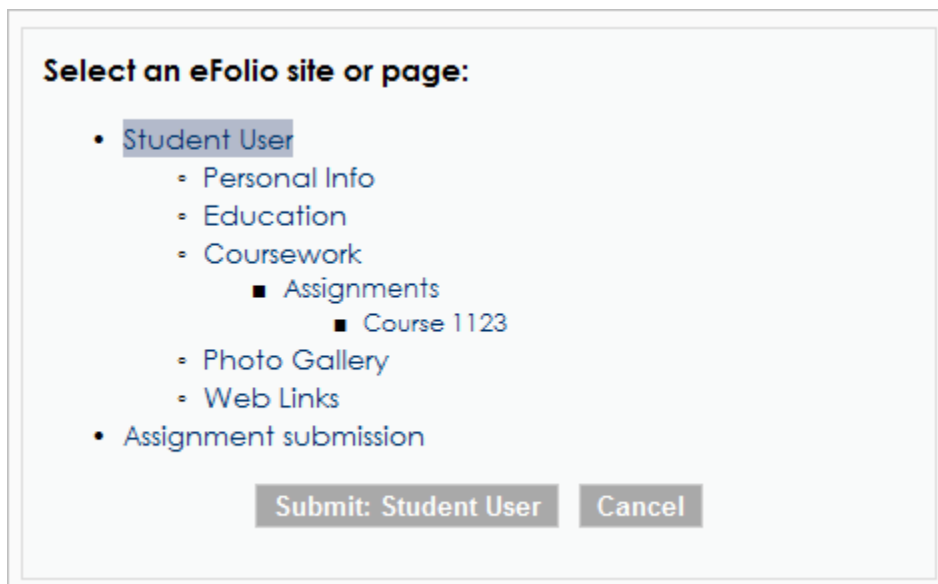 Select an eFolio site or page:
Student User
Personal Info
Education
Coursework
Assignments
Course 1123
Photo Gallery
Web Links
Assignment submission
Submit: Student User Cancel